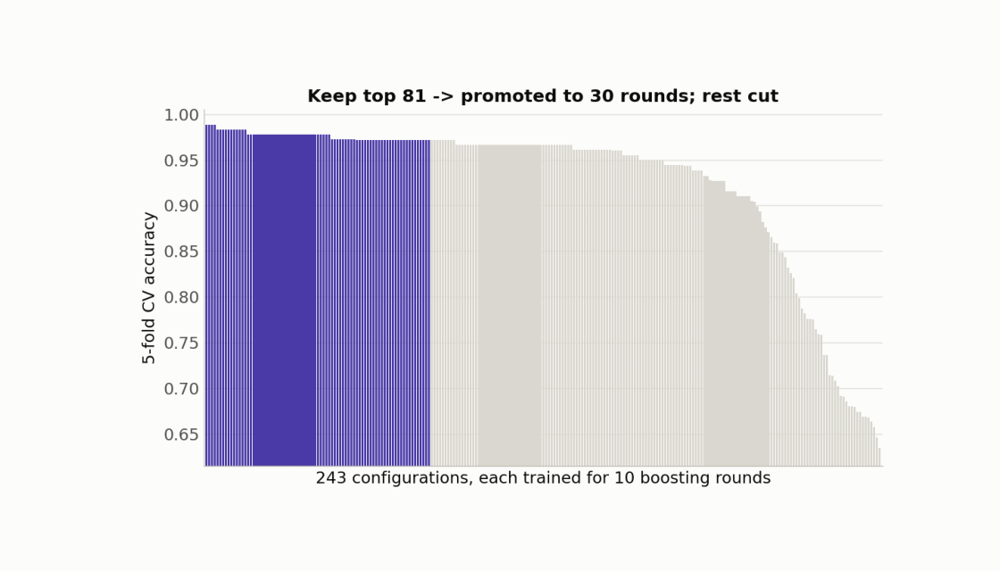 Keep top 81 -> promoted to 30 rounds; rest cut
1.00
0.95
0.90
0.85
0.80
0.75
0.70
0.65
5-fold CV accuracy
243 configurations, each trained for 10 boosting rounds